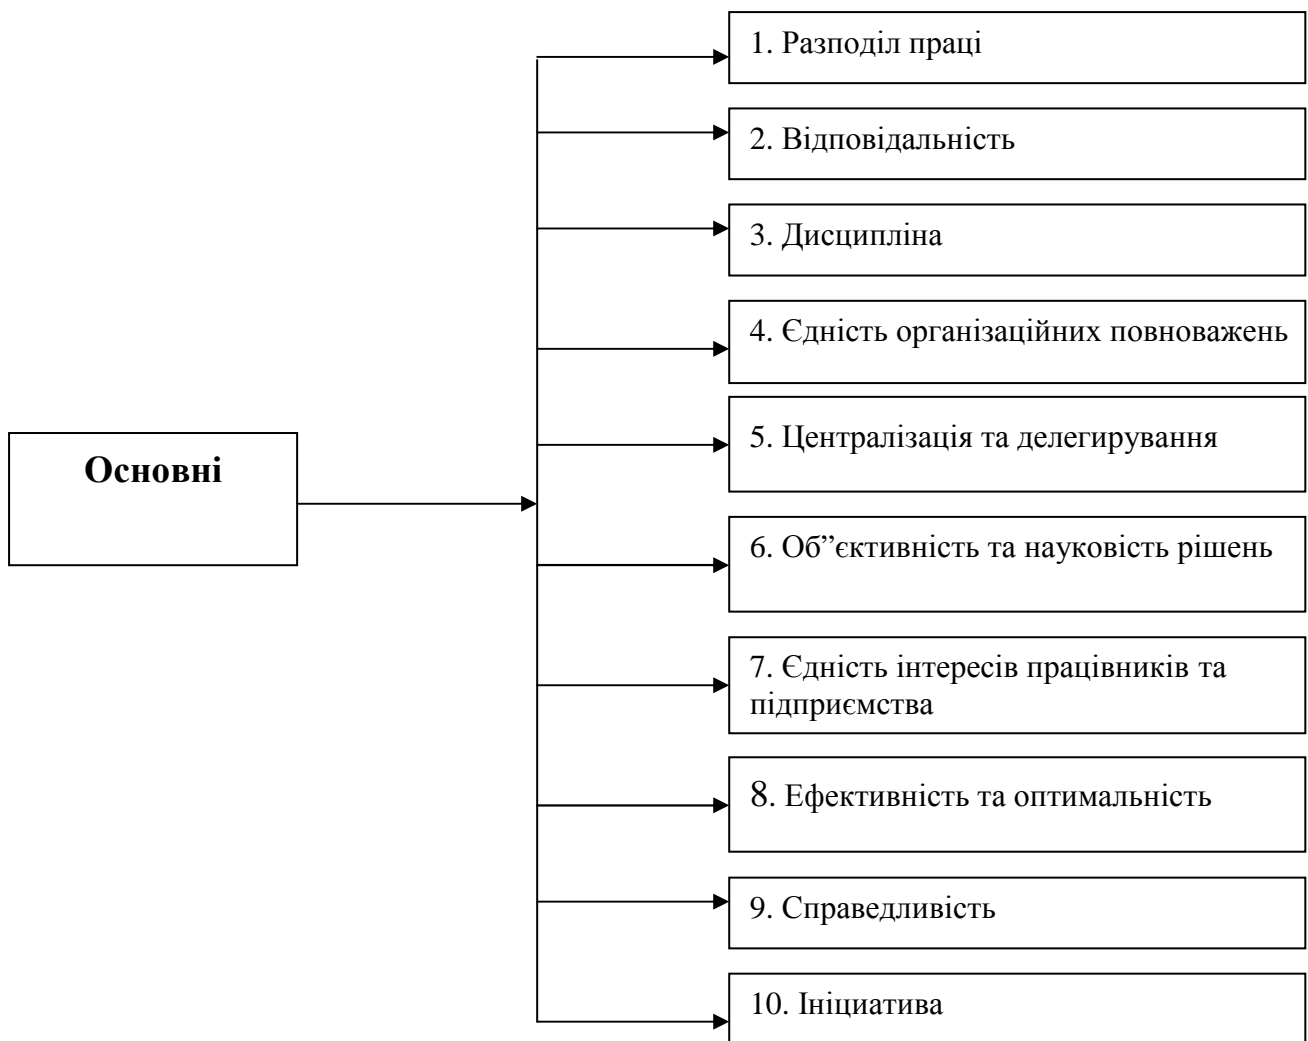 1. Разподіл праці
2. Відповідальність
3. Дисципліна
4. Єдність організаційних повноважень
5. Централізація та делегирування
Основні
6. Об”єктивність та науковість рішень
7. Єдність інтересів працівників та
підприємства
8. Ефективність та оптимальність
9. Справедливість
10. Ініциатива